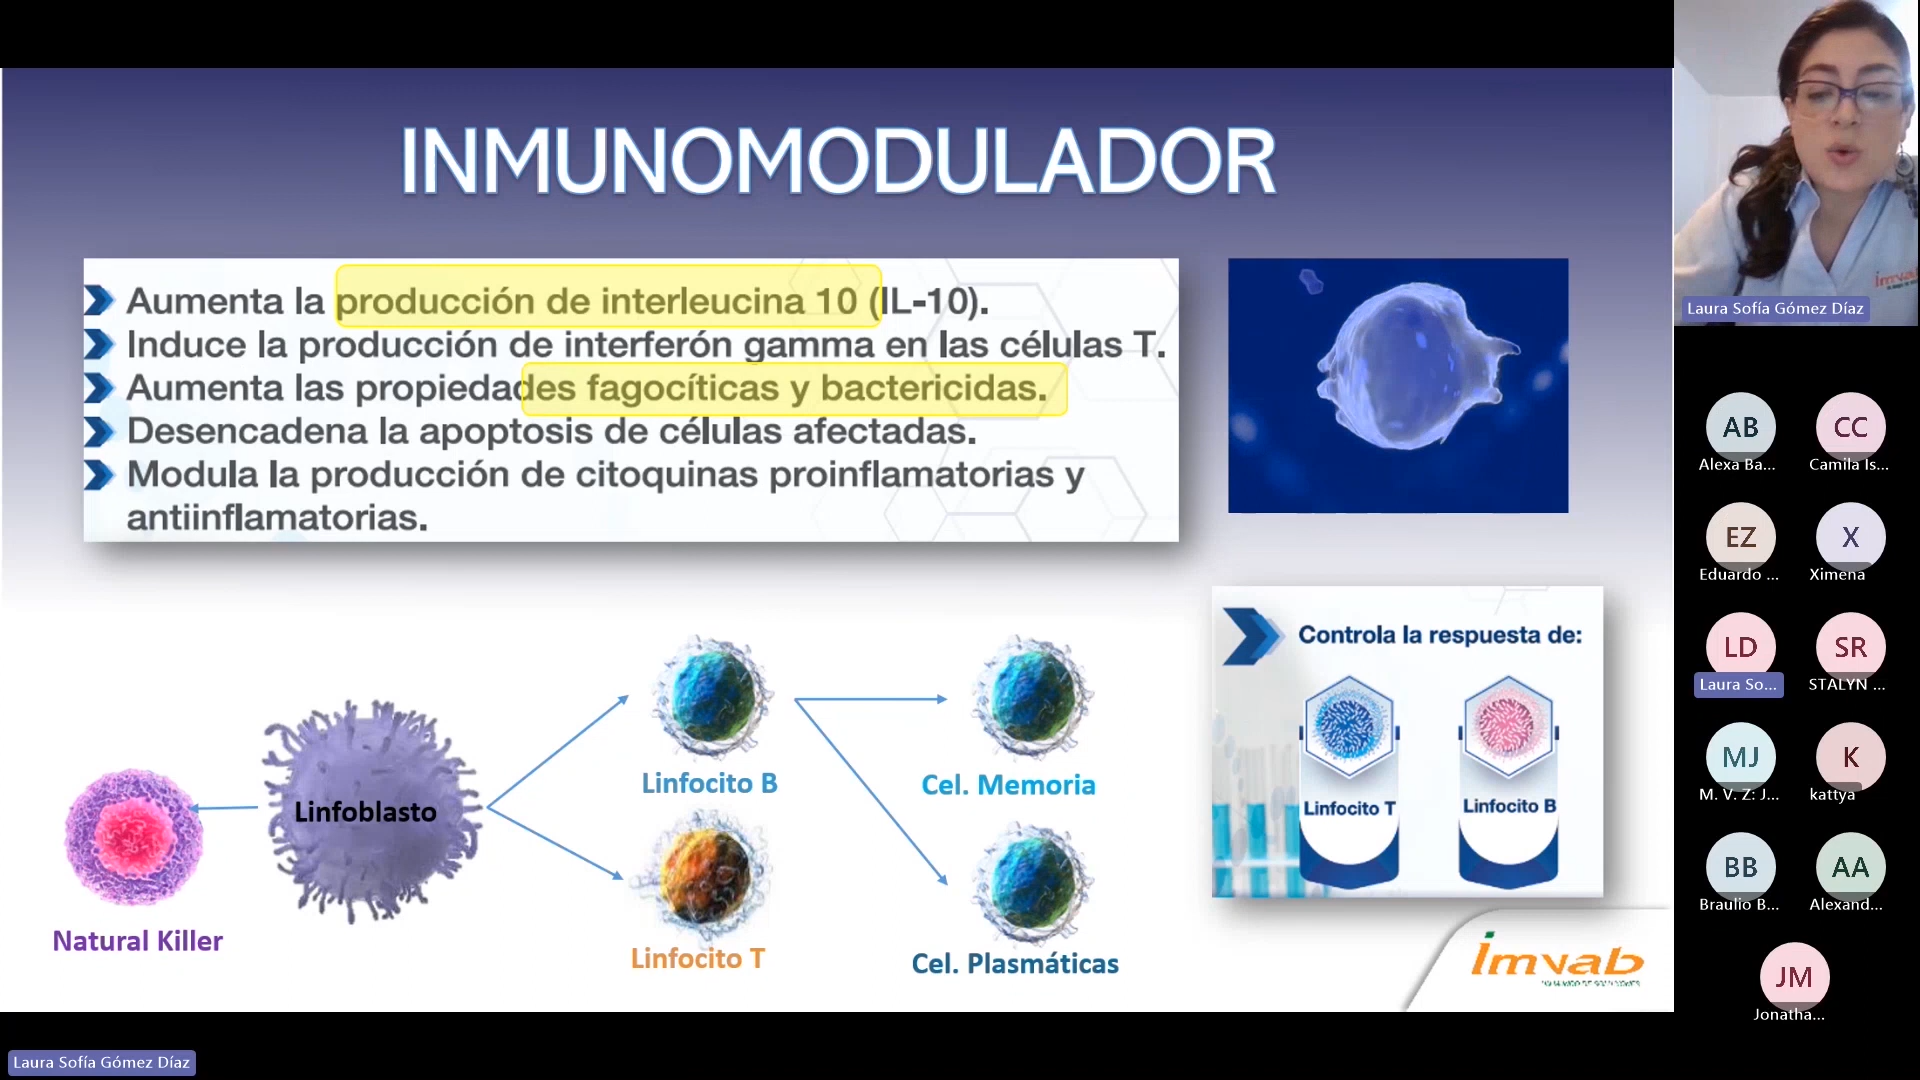 INMUNOMODULADOR
Aumenta la producción de interleucina 10 (IL-10).
Induce la producción de interferón gamma en las células T.
Aumenta las propiedades fagocíticas y bactericidas.
Desencadena la apoptosis de células afectadas.
Modula la producción de citoquinas proinflamatorias y
antiinflamatorias.
Controla la respuesta de:
Linfocito T
Linfocito B
Linfoblasto
Natural Killer
Linfocito B
Linfocito T
Cel. Memoria
Cel. Plasmáticas
imvab
Laura Sofía Gómez Díaz
imvab
Laura Sofía Gómez Díaz
AB
Alexa Ba...
CC
Camila Is...
EZ
Eduardo ...
X
Ximena
LD
Laura So...
SR
STALYN ...
MJ
M. V. Z: J...
K
kattya
BB
Braulio B...
AA
Alexand...
JM
Jonatha...